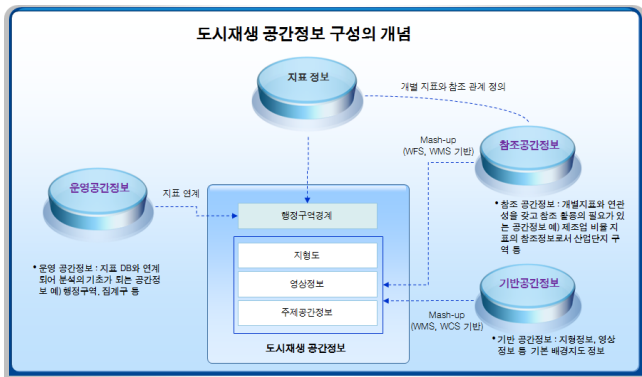 도시재생 공간정보 구성의 개념
지표 정보
개별 지표와 참조 관계 정의
Mash-up
(WFS, WMS 기반)
참조공간정보
운영공간정보
지표 연계
행정구역경계
• 참조 공간정보 : 개별지표와 연관
성을 갖고 참조 활용의 필요가 있
는 공간정보 예) 제조업 비율 지
표의 참조정보로서 산업단지 구
역 등
지형도
• 운영 공간정보 : 지표 DB와 연계
되어 분석의 기초가 되는 공간정
보 예) 행정구역, 집계구 등
영상정보
기반공간정보
주제공간정보
Mash-up
(WMS, WCS 기반)
도시재생 공간정보
• 기반 공간정보 : 지형정보, 영상
정보 등 기본 배경지도 정보